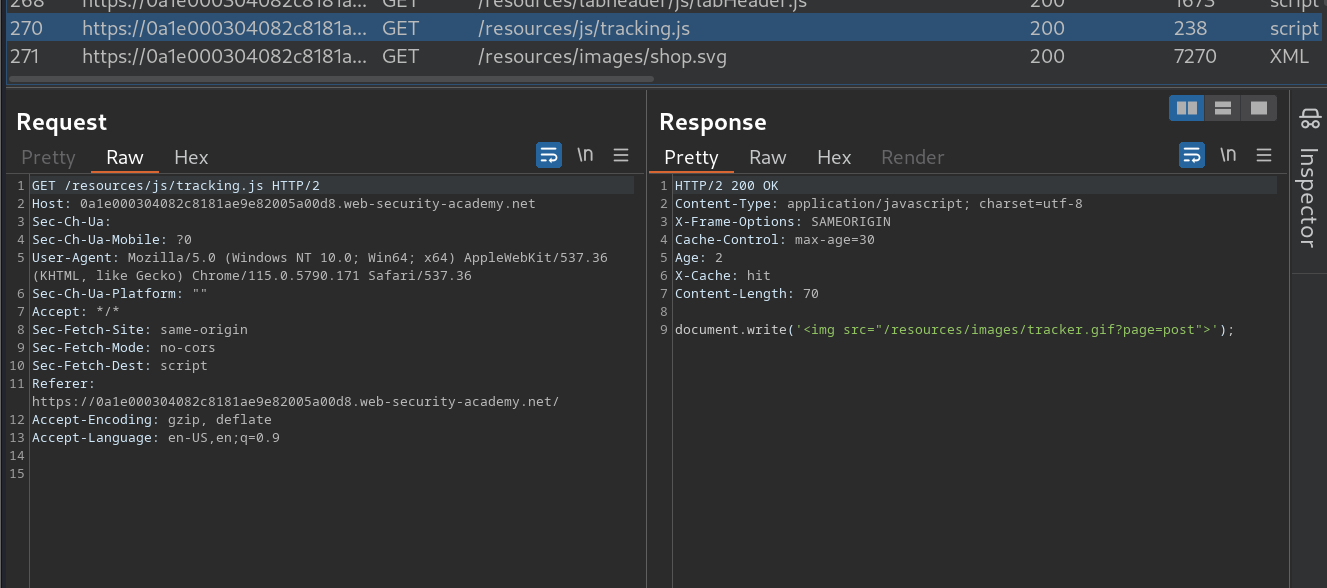 268 https://0a1e000304082c8181a... GET /resources/labheader/js/labHeader.js 200 1673 script
270 https://0a1e000304082c8181a... GET /resources/js/tracking.js 200 238 script
271 https://0a1e000304082c8181a... GET /resources/images/shop.svg 200 7270 XML
Request
Pretty Raw Hex \n
1 GET /resources/js/tracking.js HTTP/2
2 Host: 0a1e000304082c8181ae9e82005a00d8.web-security-academy.net
3 Sec-Ch-Ua:
4 Sec-Ch-Ua-Mobile: ?0
5 User-Agent: Mozilla/5.0 (Windows NT 10.0; Win64; x64) AppleWebKit/537.36
(KHTML, like Gecko) Chrome/115.0.5790.171 Safari/537.36
6 Sec-Ch-Ua-Platform: ""
7 Accept: */*
8 Sec-Fetch-Site: same-origin
9 Sec-Fetch-Mode: no-cors
10 Sec-Fetch-Dest: script
11 Referer:
https://0a1e000304082c8181ae9e82005a00d8.web-security-academy.net/
12 Accept-Encoding: gzip, deflate
13 Accept-Language: en-US,en;q=0.9
14
15
Response
Pretty Raw Hex Render \n
1 HTTP/2 200 OK
2 Content-Type: application/javascript; charset=utf-8
3 X-Frame-Options: SAMEORIGIN
4 Cache-Control: max-age=30
5 Age: 2
6 X-Cache: hit
7 Content-Length: 70
8
9 document.write('<img src="/resources/images/tracker.gif?page=post">');
Inspector